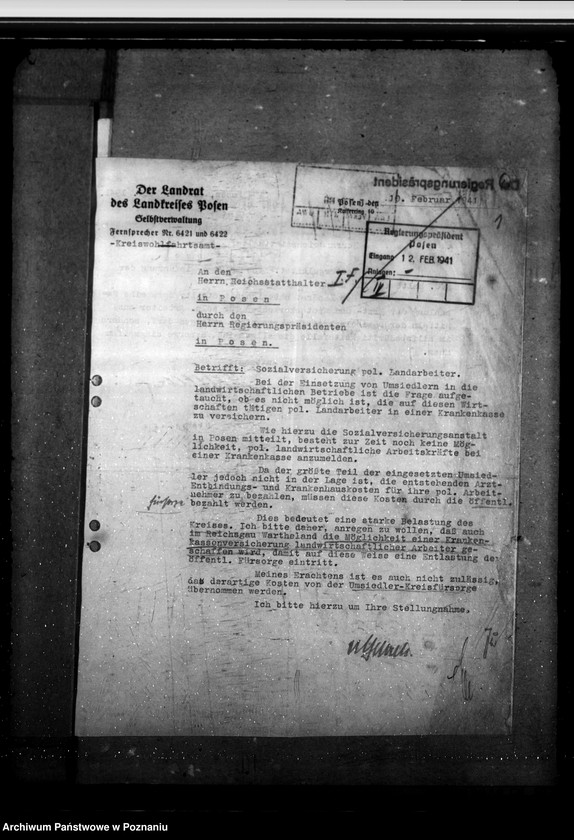 Der Landrat
des Landkreises Posen
Selbstverwaltung
Fernsprecher Nr. 6421 und 6422
-Kreiswohlfahrtsamt-
Der Regierungspräsident
Posen, den 10. Februar 1941
1
Regierungspräsident
Posen
Eingang 12. FEB. 1941
Anlagen:
An den
Herrn Reichsstatthalter
in Posen
durch den
Herrn Regierungspräsidenten
in Posen.
Betrifft: Sozialversicherung pol. Landarbeiter.
Bei der Einsetzung von Umsiedlern in die
landwirtschaftlichen Betriebe ist die Frage aufge-
taucht, ob es nicht möglich ist, die auf diesen Wirt-
schaften tätigen pol. Landarbeiter in einer Krankenkasse
zu versichern.
Wie hierzu die Sozialversicherungsanstalt
in Posen mitteilt, besteht zur Zeit noch keine Mög-
lichkeit, pol. landwirtschaftliche Arbeitskräfte bei
einer Krankenkasse anzumelden.
Da der größte Teil der eingesetzten Umsied-
ler jedoch nicht in der Lage ist, die entstehenden Arzt-
Entbindungs- und Krankenhauskosten für ihre pol. Arbeit-
nehmer zu bezahlen, müssen diese Kosten durch die öffentl.
Fürsorge bezahlt werden.
Dies bedeutet eine starke Belastung des
Kreises. Ich bitte daher, anregen zu wollen, daß auch
im Reichsgau Wartheland die Möglichkeit einer Kranken-
kassenversicherung landwirtschaftlicher Arbeiter ge-
schaffen wird, damit auf diese Weise eine Entlastung der
öffentl. Fürsorge eintritt.
Meines Erachtens ist es auch nicht zulässig,
daß derartige Kosten von der Umsiedler-Kreisfürsorge
übernommen werden.
Ich bitte hierzu um Ihre Stellungnahme.
Archiwum Państwowe w Poznaniu